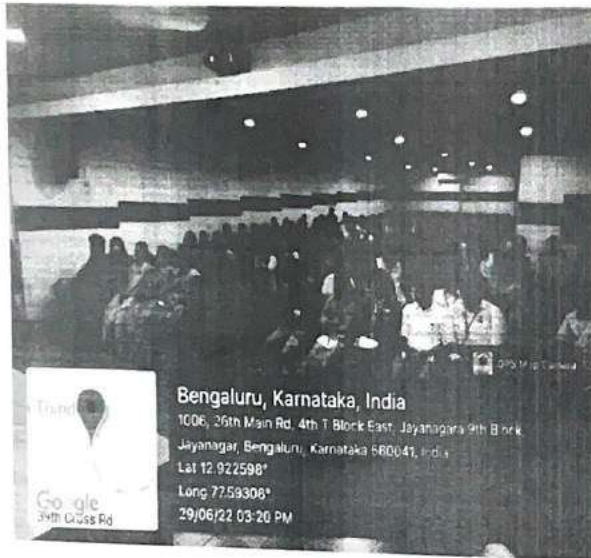 GPS Map Camera
Bengaluru, Karnataka, India
1006, 26th Main Rd, 4th T Block East, Jayanagara 9th Block,
Jayanagar, Bengaluru, Karnataka 560041, India
Lat 12.922598°
Long 77.59308°
29/06/22 03:20 PM
Google
39th Cross Rd